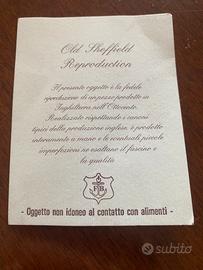 Old Sheffield
Reproduction
Il presente oggetto è la fedele
riproduzione di un pezzo prodotto in
Inghilterra nell'Ottocento.
Realizzato rispettando i canoni
tipici della produzione inglese, è prodotto
interamente a mano e le eventuali piccole
imperfezioni ne esaltano il fascino e
la qualità
F B
- Oggetto non idoneo al contatto con alimenti -
subito